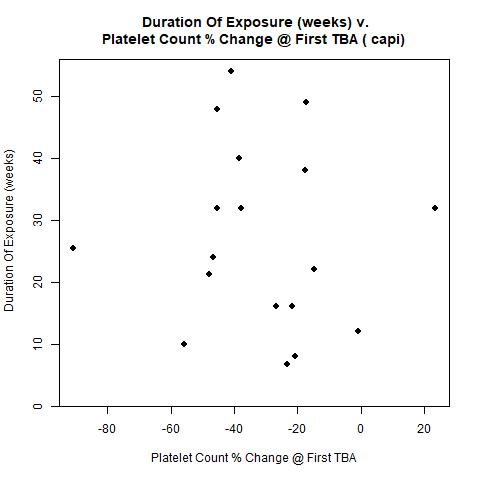 Duration Of Exposure (weeks) v.
Platelet Count % Change @ First TBA ( capi)
Duration Of Exposure (weeks)
50
40
30
20
10
0
-80 -60 -40 -20 0 20
Platelet Count % Change @ First TBA